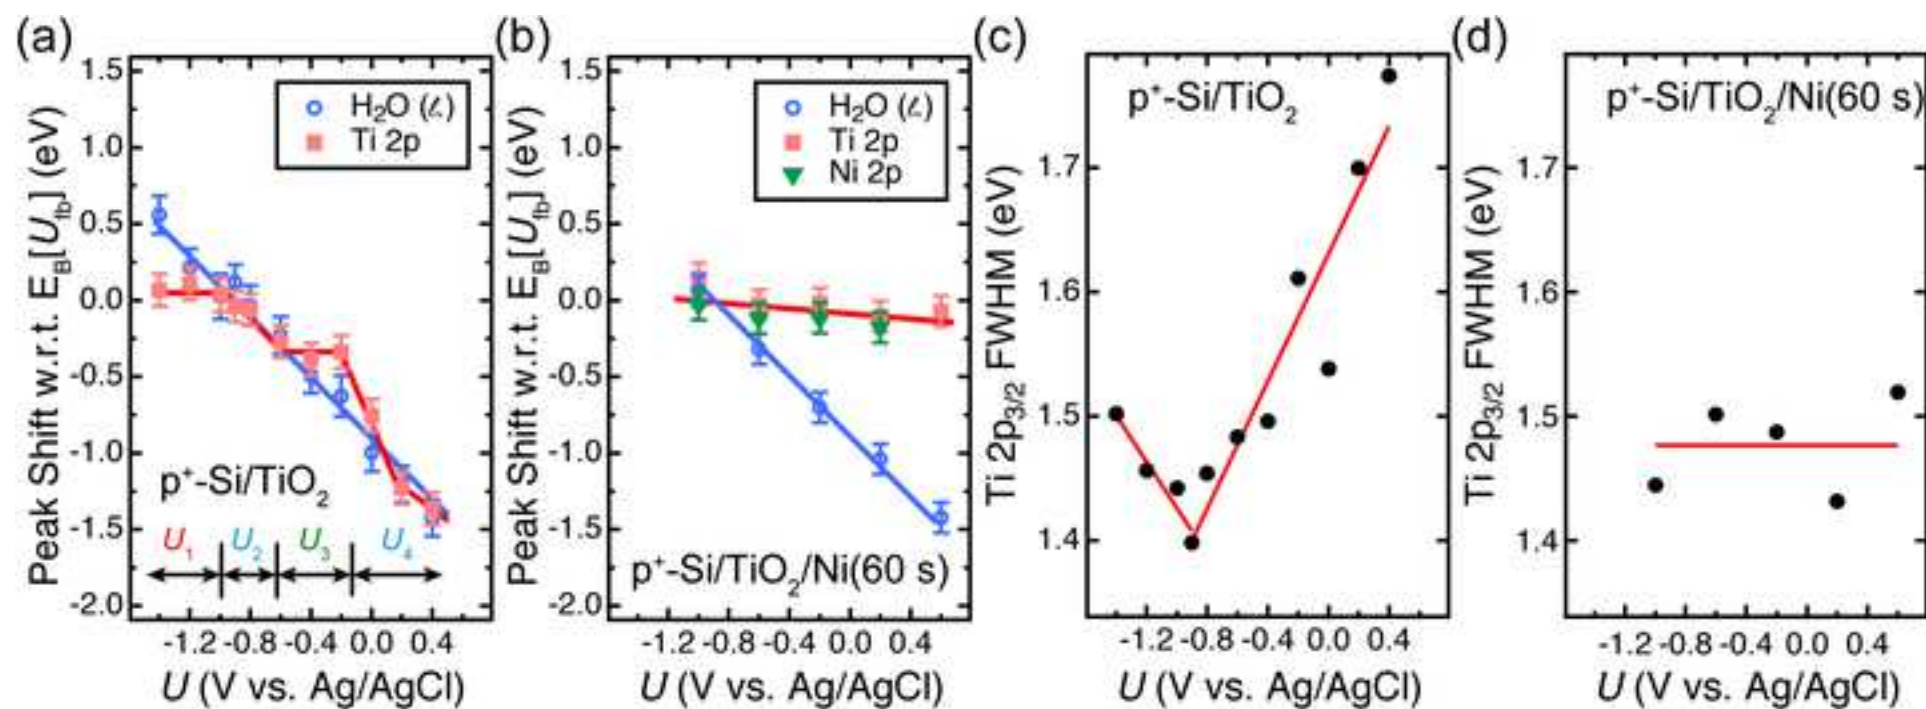 (a)
Peak Shift w.r.t. E_B[U_fb] (eV)
1.5
1.0
0.5
0.0
-0.5
-1.0
-1.5
-2.0
H₂O (ℓ)
Ti 2p
p⁺-Si/TiO₂
U₁ U₂ U₃ U₄
-1.2 -0.8 -0.4 0.0 0.4
U (V vs. Ag/AgCl)
(b)
Peak Shift w.r.t. E_B[U_fb] (eV)
1.5
1.0
0.5
0.0
-0.5
-1.0
-1.5
-2.0
H₂O (ℓ)
Ti 2p
Ni 2p
p⁺-Si/TiO₂/Ni(60 s)
-1.2 -0.8 -0.4 0.0 0.4
U (V vs. Ag/AgCl)
(c)
Ti 2p₃/₂ FWHM (eV)
p⁺-Si/TiO₂
1.7
1.6
1.5
1.4
-1.2 -0.8 -0.4 0.0 0.4
U (V vs. Ag/AgCl)
(d)
Ti 2p₃/₂ FWHM (eV)
p⁺-Si/TiO₂/Ni(60 s)
1.7
1.6
1.5
1.4
-1.2 -0.8 -0.4 0.0 0.4
U (V vs. Ag/AgCl)